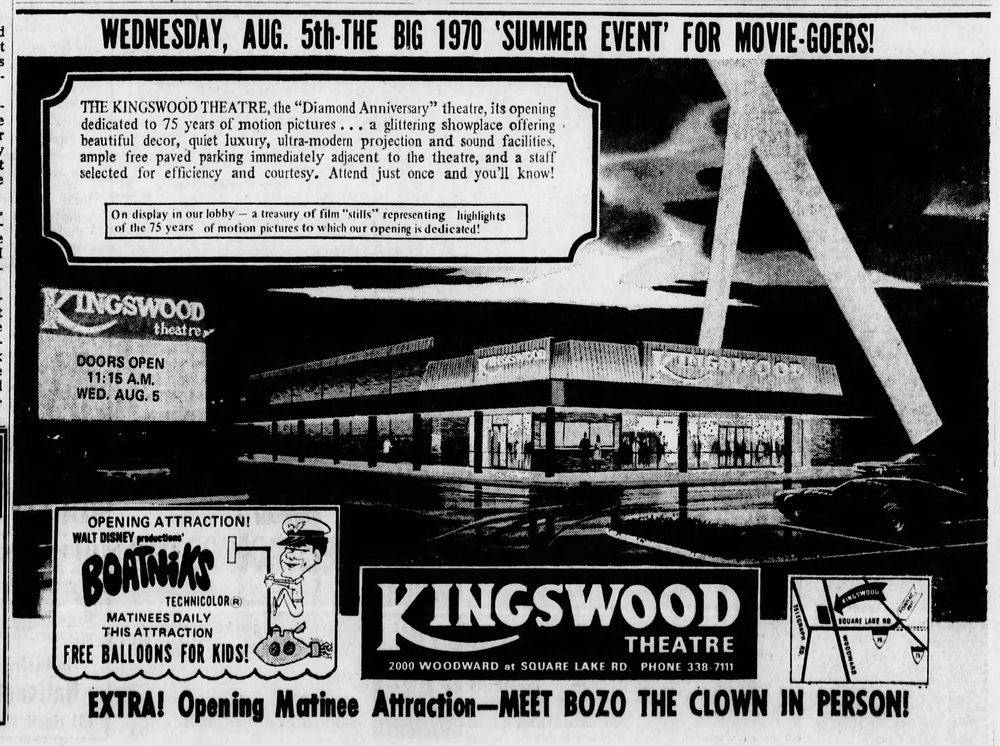 WEDNESDAY, AUG. 5th-THE BIG 1970 'SUMMER EVENT' FOR MOVIE-GOERS!
THE KINGSWOOD THEATRE, the "Diamond Anniversary" theatre, its opening
dedicated to 75 years of motion pictures . . . a glittering showplace offering
beautiful decor, quiet luxury, ultra-modern projection and sound facilities,
ample free paved parking immediately adjacent to the theatre, and a staff
selected for efficiency and courtesy. Attend just once and you'll know!
On display in our lobby — a treasury of film "stills" representing highlights
of the 75 years of motion pictures to which our opening is dedicated!
KINGSWOOD
theatre
DOORS OPEN
11:15 A.M.
WED. AUG. 5
KINGSWOOD
KINGSWOOD
OPENING ATTRACTION!
WALT DISNEY productions'
BOATNIKS
TECHNICOLOR®
MATINEES DAILY
THIS ATTRACTION
FREE BALLOONS FOR KIDS!
KINGSWOOD
THEATRE
2000 WOODWARD at SQUARE LAKE RD. PHONE 338-7111
KINGSWOOD
SQUARE LAKE RD
TELEGRAPH RD
WOODWARD
75
EXTRA! Opening Matinee Attraction—MEET BOZO THE CLOWN IN PERSON!